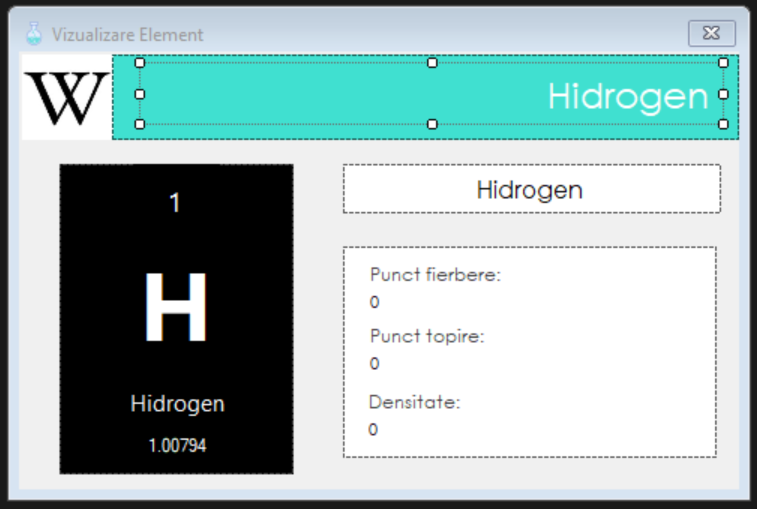 Vizualizare Element
W
Hidrogen
1
H
Hidrogen
1.00794
Hidrogen
Punct fierbere:
0
Punct topire:
0
Densitate:
0